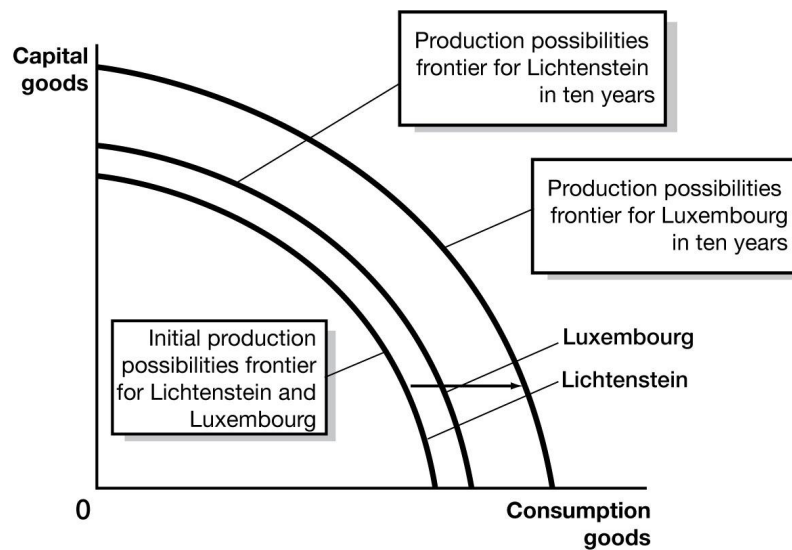 Capital
goods
Production possibilities
frontier for Lichtenstein
in ten years
Production possibilities
frontier for Luxembourg
in ten years
Initial production
possibilities frontier
for Lichtenstein and
Luxembourg
Luxembourg
Lichtenstein
0
Consumption
goods